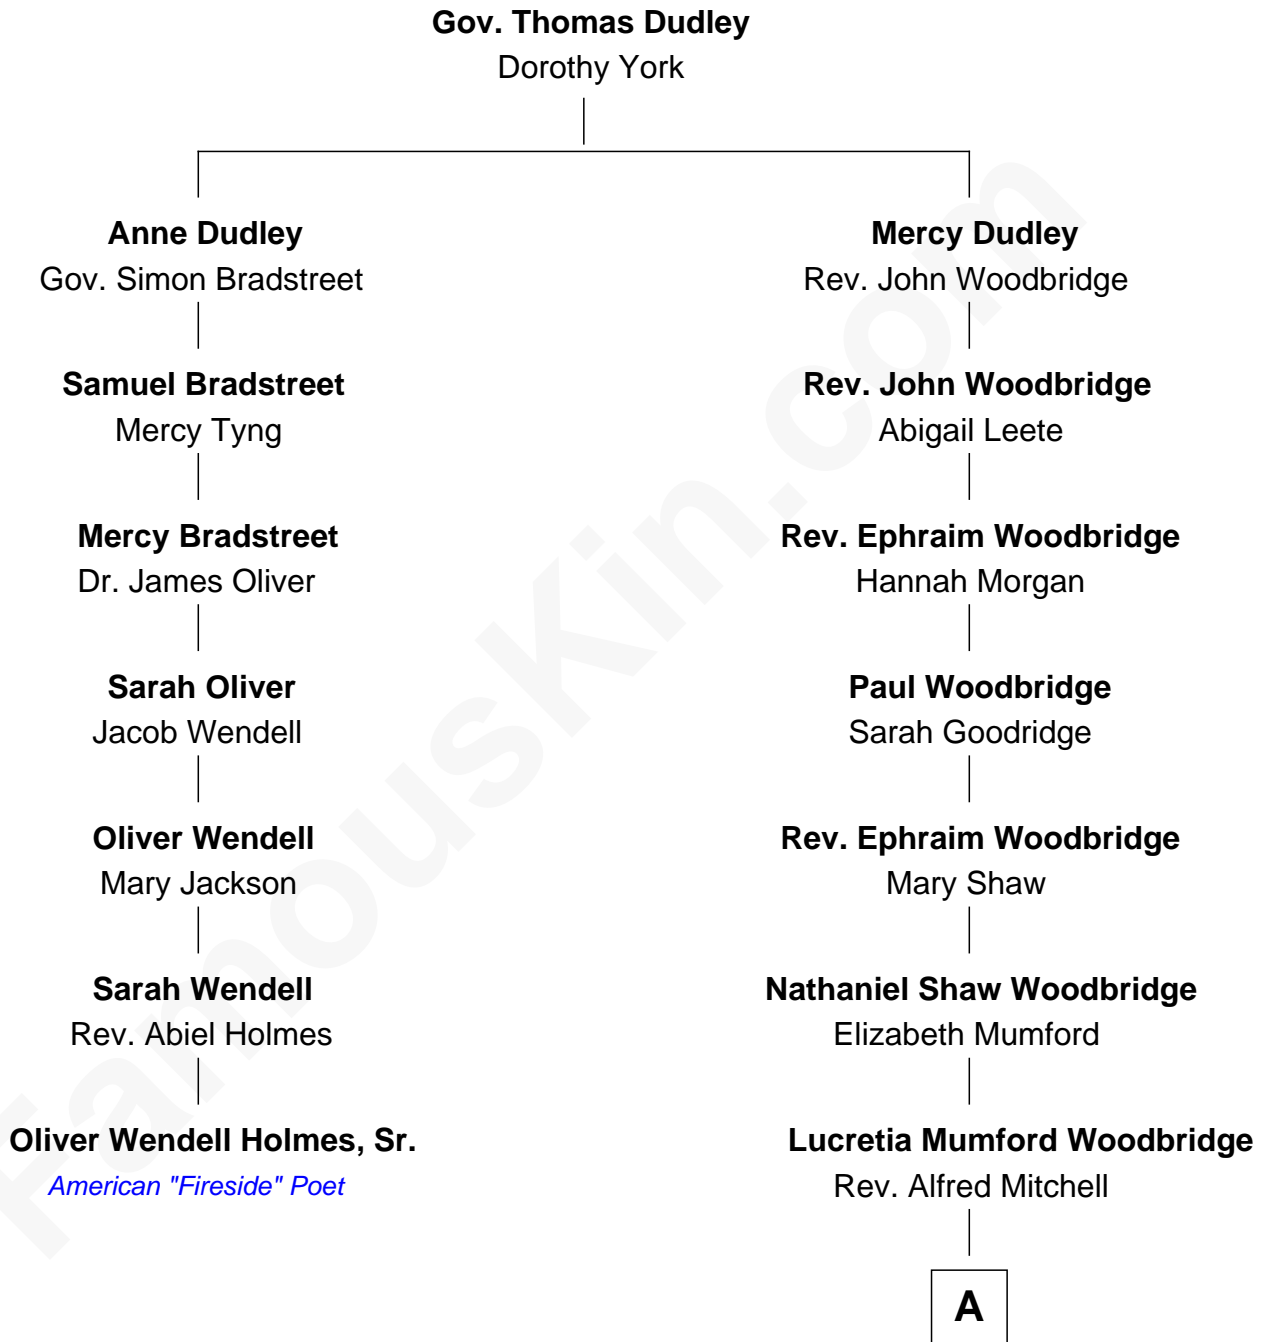 Gov. Thomas Dudley
Dorothy York
Anne Dudley
Gov. Simon Bradstreet
Samuel Bradstreet
Mercy Tyng
Mercy Bradstreet
Dr. James Oliver
Sarah Oliver
Jacob Wendell
Oliver Wendell
Mary Jackson
Sarah Wendell
Rev. Abiel Holmes
Oliver Wendell Holmes, Sr.
American "Fireside" Poet
Mercy Dudley
Rev. John Woodbridge
Rev. John Woodbridge
Abigail Leete
Rev. Ephraim Woodbridge
Hannah Morgan
Paul Woodbridge
Sarah Goodridge
Rev. Ephraim Woodbridge
Mary Shaw
Nathaniel Shaw Woodbridge
Elizabeth Mumford
Lucretia Mumford Woodbridge
Rev. Alfred Mitchell
A
FamousKin.com